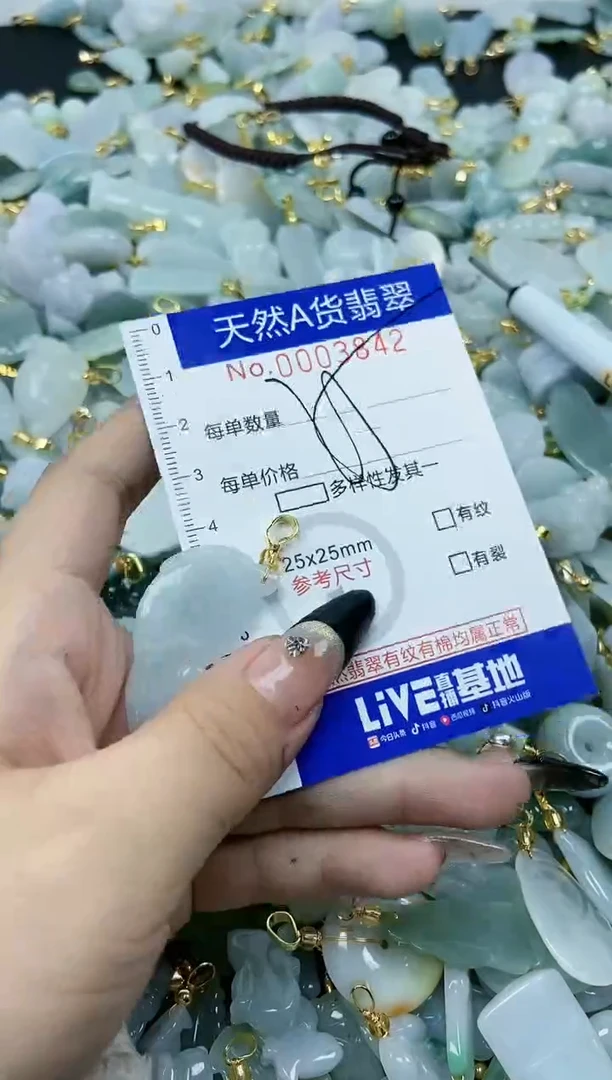 天然A货翡翠
No.0003842
0
1
2
3
4
每单数量
每单价格
多样性发其一
有纹
25x25mm
有裂
参考尺寸
然翡翠有纹有棉均属正常
LiVE直播基地
今日头条 抖音 西瓜视频 抖音火山版